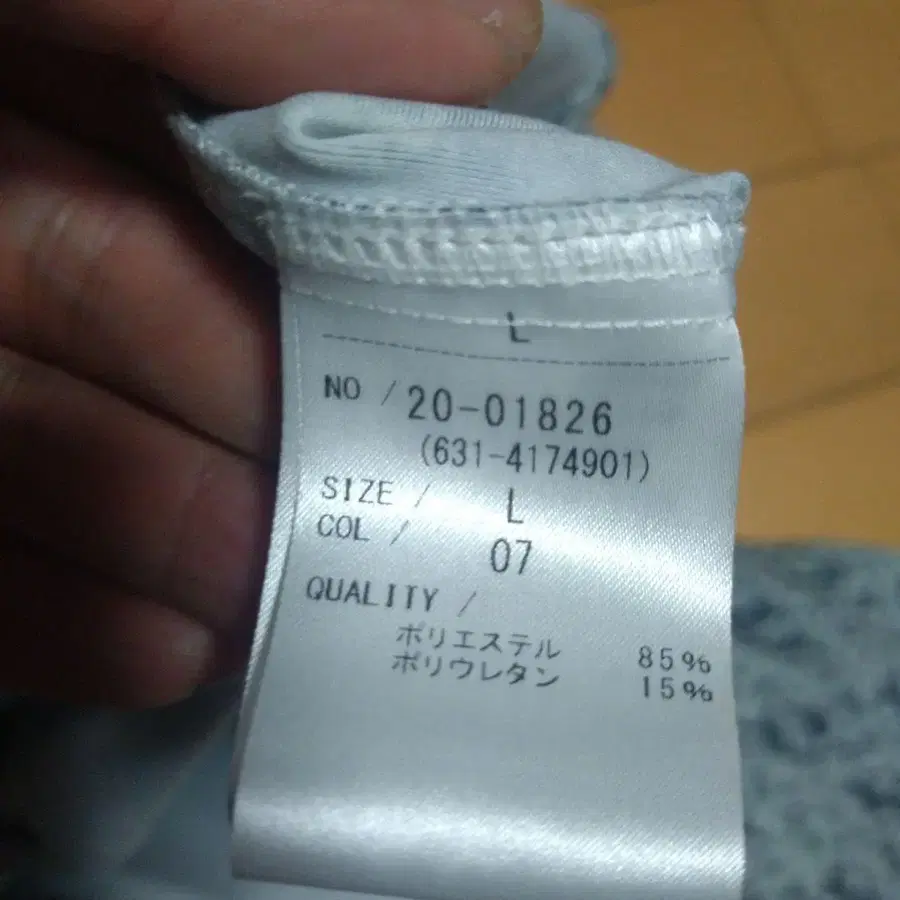 L
NO / 20-01826
(631-4174901)
SIZE / L
COL / 07
QUALITY /
ポリエステル 85%
ポリウレタン 15%